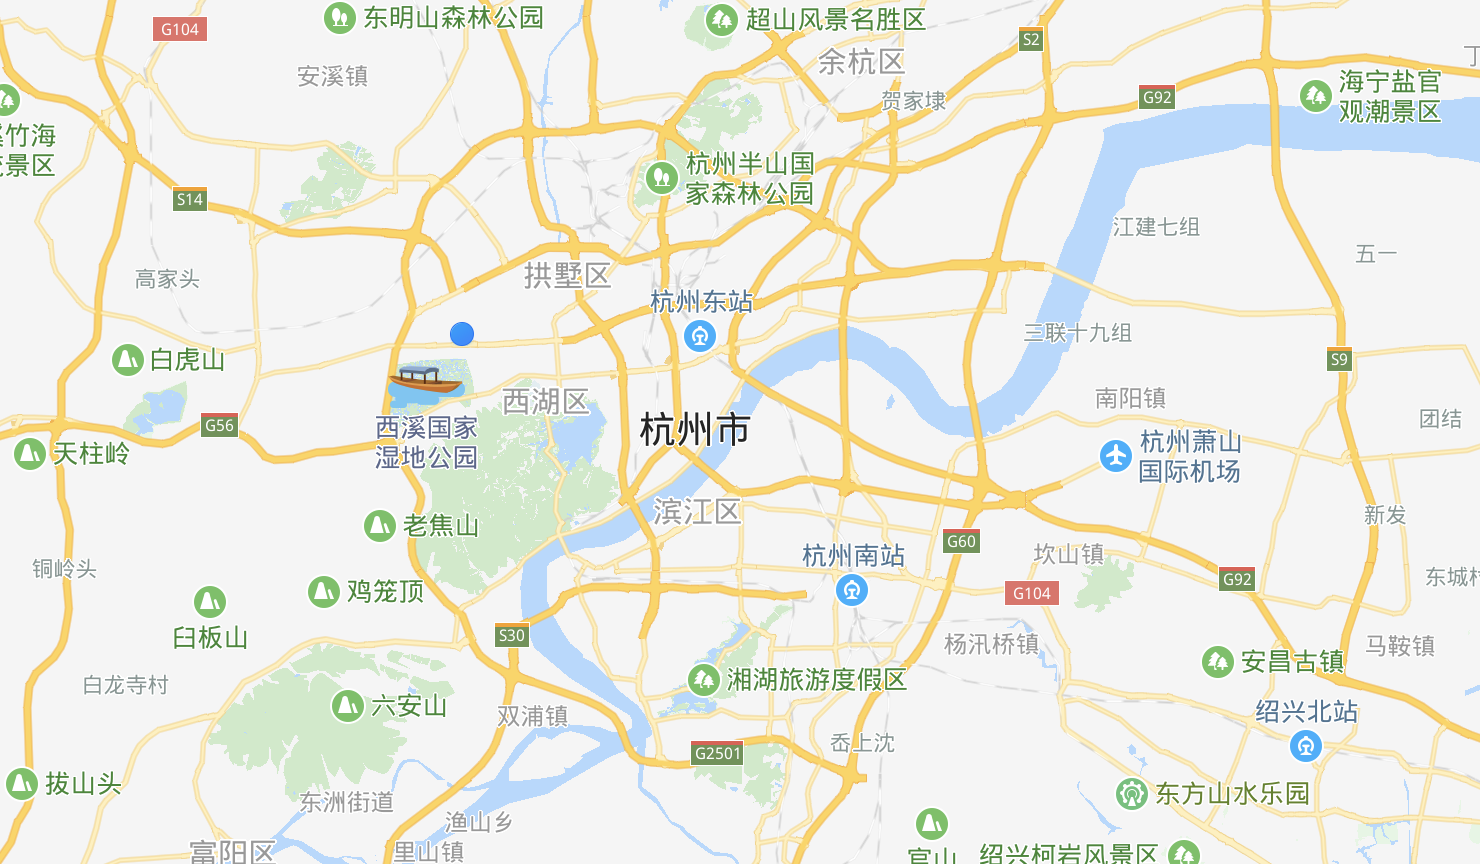 东明山森林公园
G104
超山风景名胜区
S2
余杭区
安溪镇
海宁盐官
观潮景区
贺家埭
G92
竹海
景区
杭州半山国
家森林公园
S14
江建七组
五一
高家头
拱墅区
杭州东站
三联十九组
白虎山
S9
西湖区
南阳镇
杭州市
G56
团结
西溪国家
湿地公园
天柱岭
杭州萧山
国际机场
滨江区
老焦山
新发
G60
杭州南站
坎山镇
铜岭头
G92
东城村
鸡笼顶
G104
臼板山
S30
杨汛桥镇
马鞍镇
安昌古镇
湘湖旅游度假区
白龙寺村
六安山
双浦镇
绍兴北站
岙上沈
G2501
拔山头
东洲街道
东方山水乐园
渔山乡
富阳区
里山镇
官山
绍兴柯岩风景区